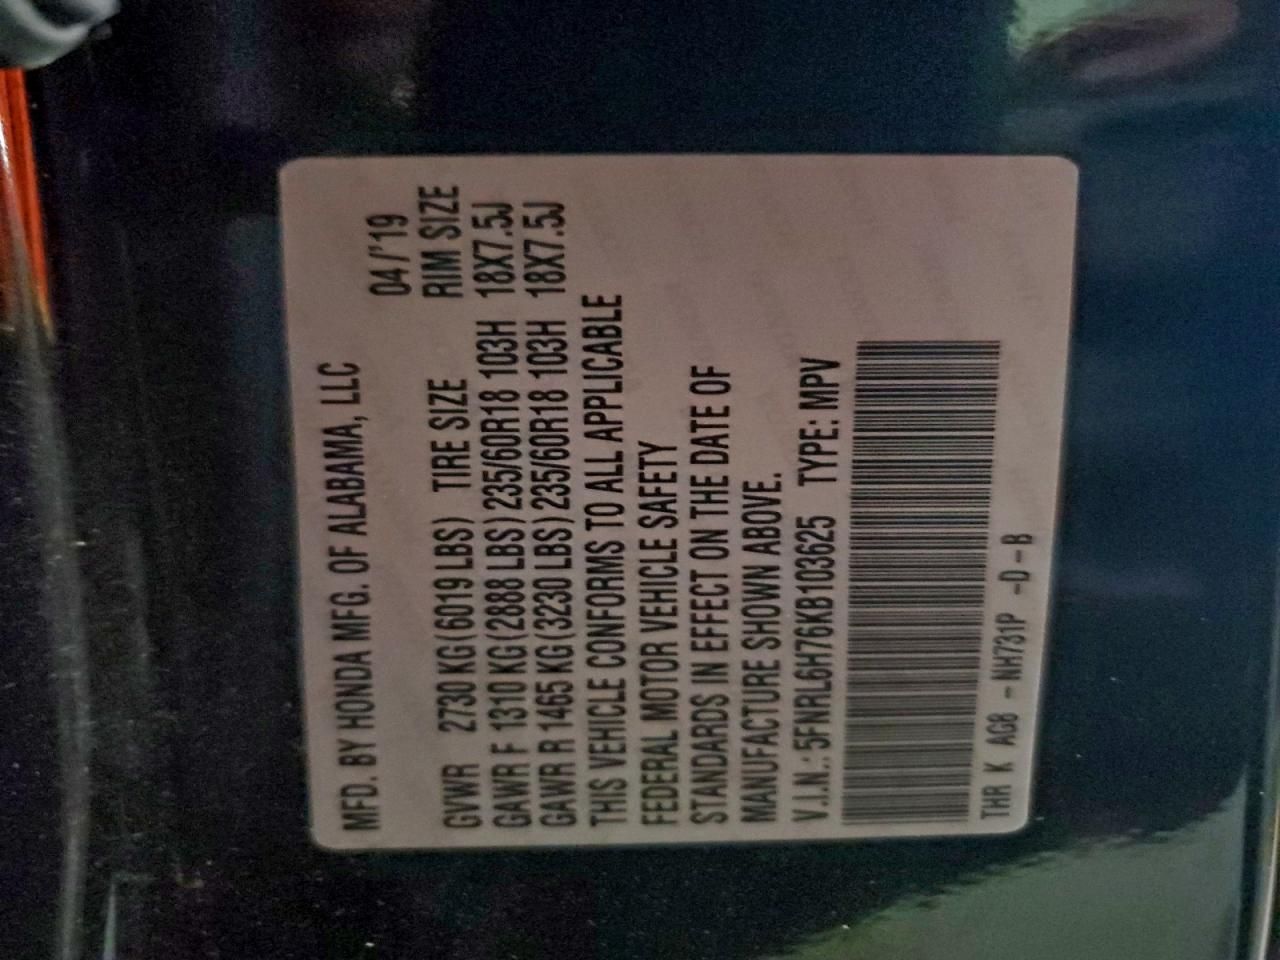 MFD. BY HONDA MFG. OF ALABAMA, LLC
04/'19
GVWR 2730 KG(6019 LBS) TIRE SIZE RIM SIZE
GAWR F 1310 KG(2888 LBS) 235/60R18 103H 18X7.5J
GAWR R 1465 KG(3230 LBS) 235/60R18 103H 18X7.5J
THIS VEHICLE CONFORMS TO ALL APPLICABLE
FEDERAL MOTOR VEHICLE SAFETY
STANDARDS IN EFFECT ON THE DATE OF
MANUFACTURE SHOWN ABOVE.
V.I.N.: 5FNRL6H76KB103625 TYPE: MPV
THR K AG8 -NH731P -D-B